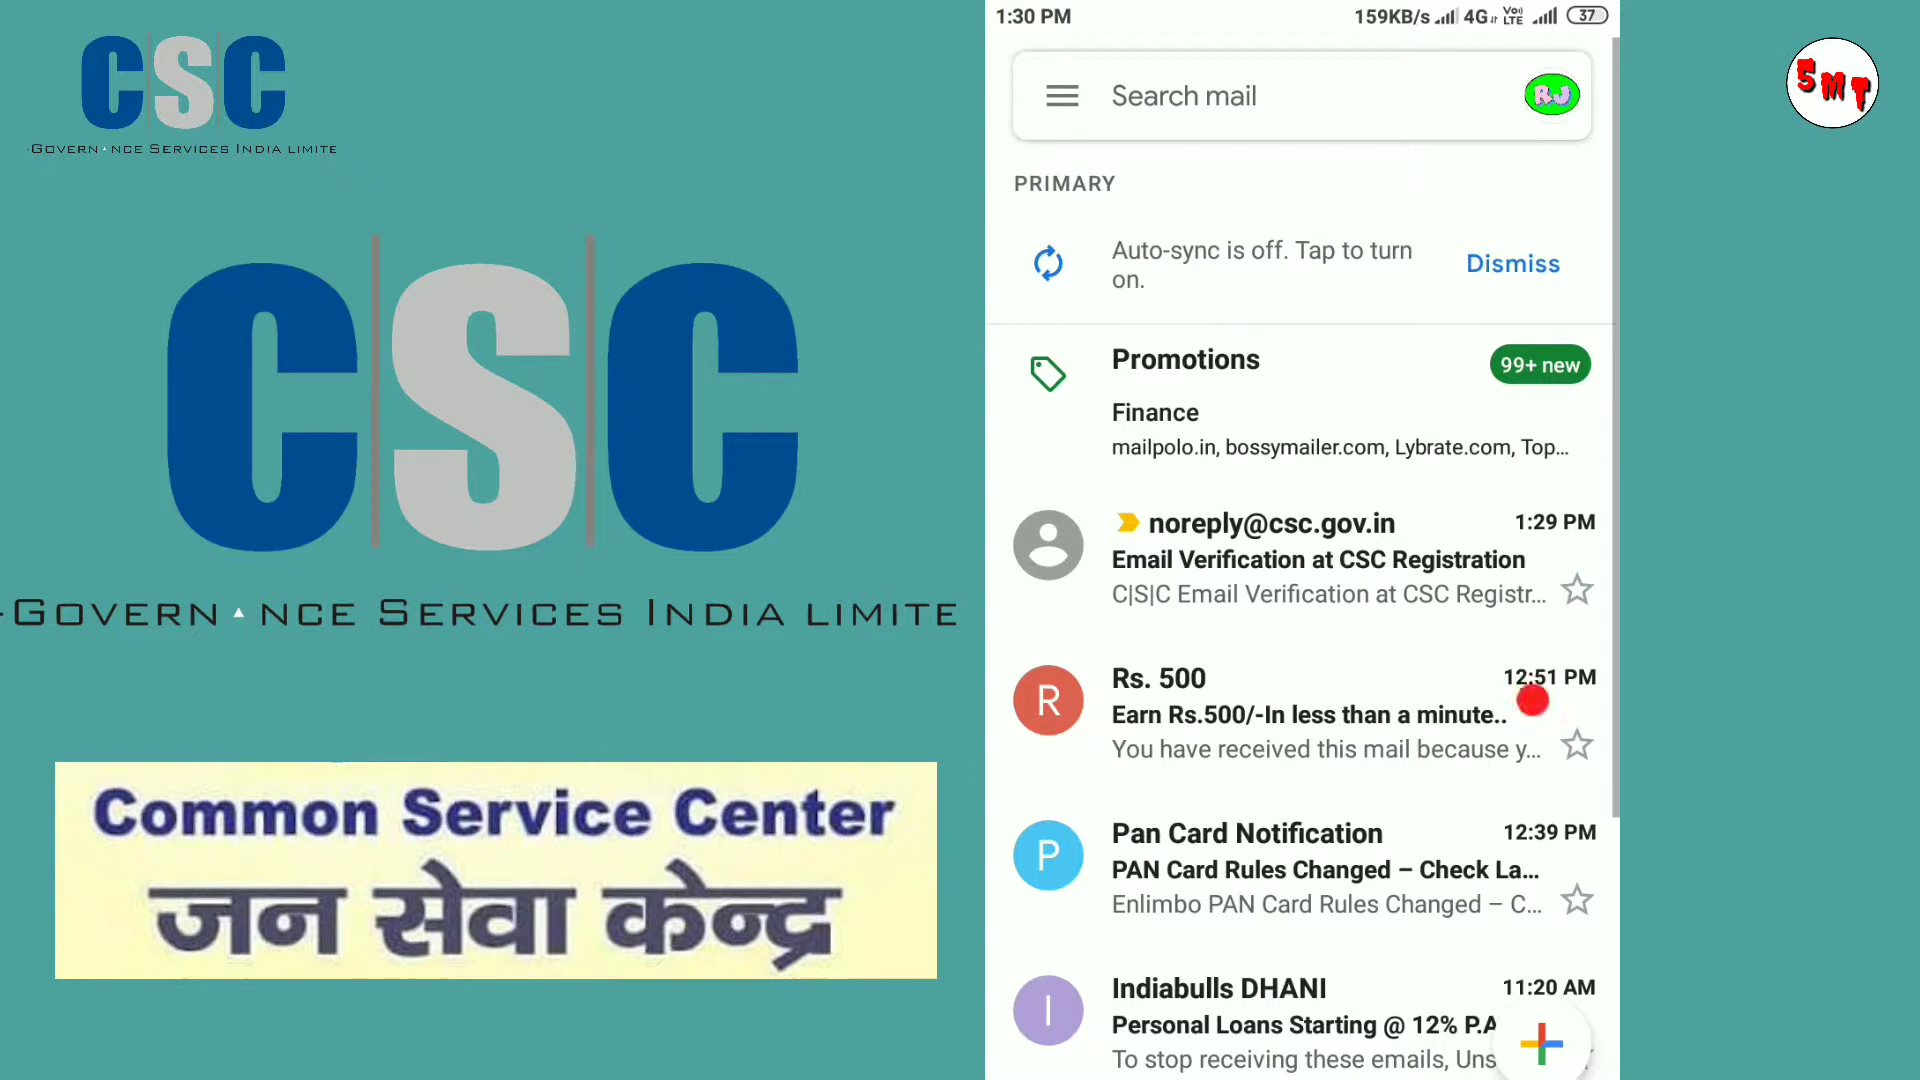 CSC
-GOVERN▲NCE SERVICES INDIA LIMITE
CSC
-GOVERN▲NCE SERVICES INDIA LIMITE
Common Service Center
जन सेवा केन्द्र
1:30 PM
159KB/s 4G Vo) LTE 37
Search mail
RJ
PRIMARY
Auto-sync is off. Tap to turn
on.
Dismiss
Promotions
99+ new
Finance
mailpolo.in, bossymailer.com, Lybrate.com, Top...
noreply@csc.gov.in 1:29 PM
Email Verification at CSC Registration
C|S|C Email Verification at CSC Registr...
R
Rs. 500 12:51 PM
Earn Rs.500/-In less than a minute..
You have received this mail because y...
P
Pan Card Notification 12:39 PM
PAN Card Rules Changed – Check La...
Enlimbo PAN Card Rules Changed – C...
I
Indiabulls DHANI 11:20 AM
Personal Loans Starting @ 12% P.A
To stop receiving these emails, Uns
SMT